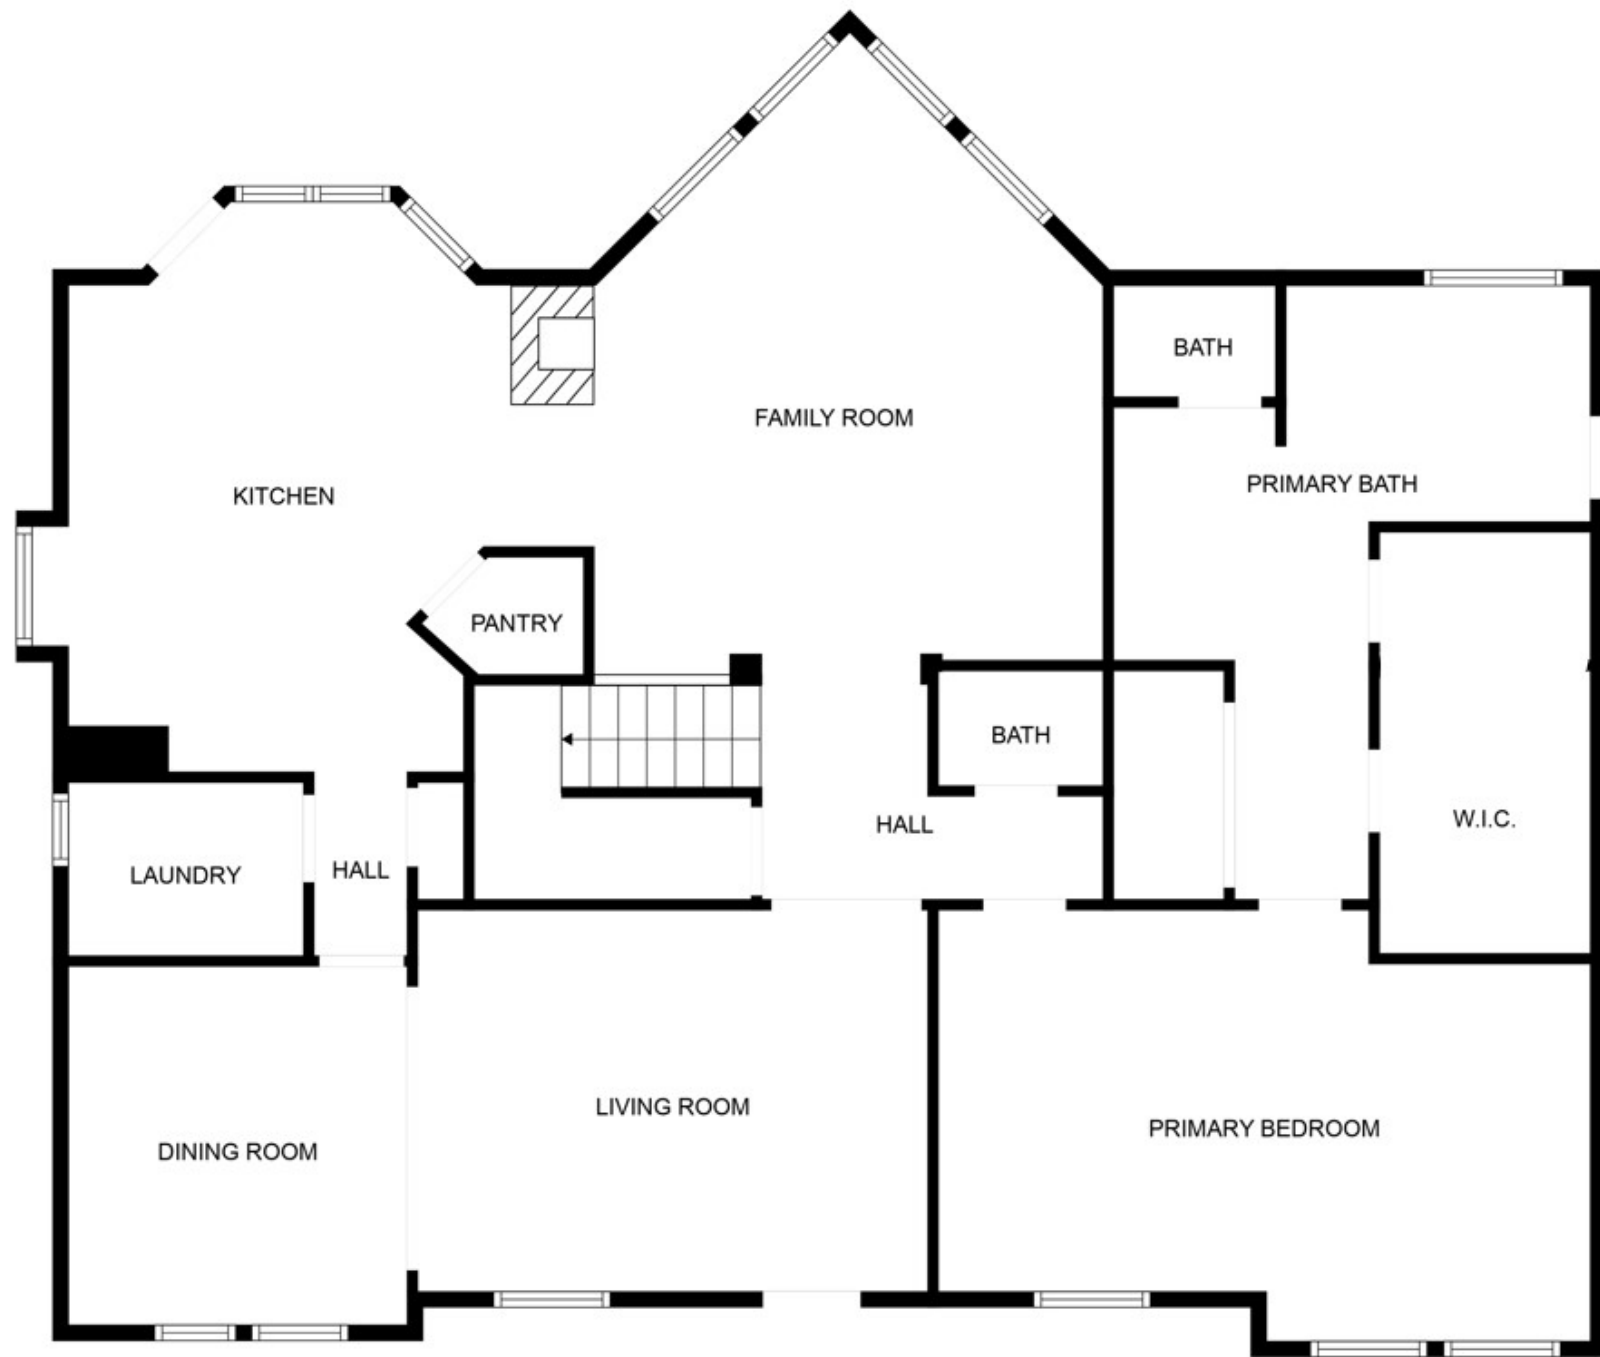 BATH
FAMILY ROOM
PRIMARY BATH
KITCHEN
PANTRY
BATH
W.I.C.
HALL
HALL
LAUNDRY
LIVING ROOM
PRIMARY BEDROOM
DINING ROOM